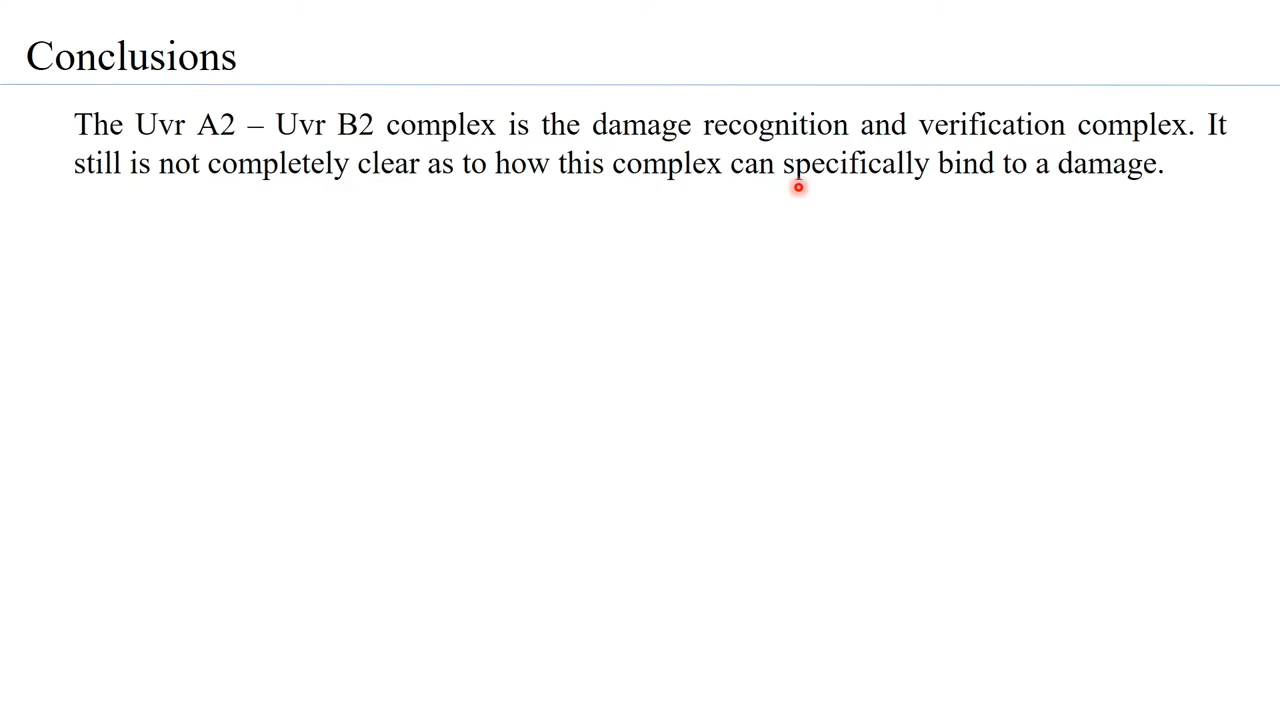 Conclusions
The Uvr A2 – Uvr B2 complex is the damage recognition and verification complex. It
still is not completely clear as to how this complex can specifically bind to a damage.